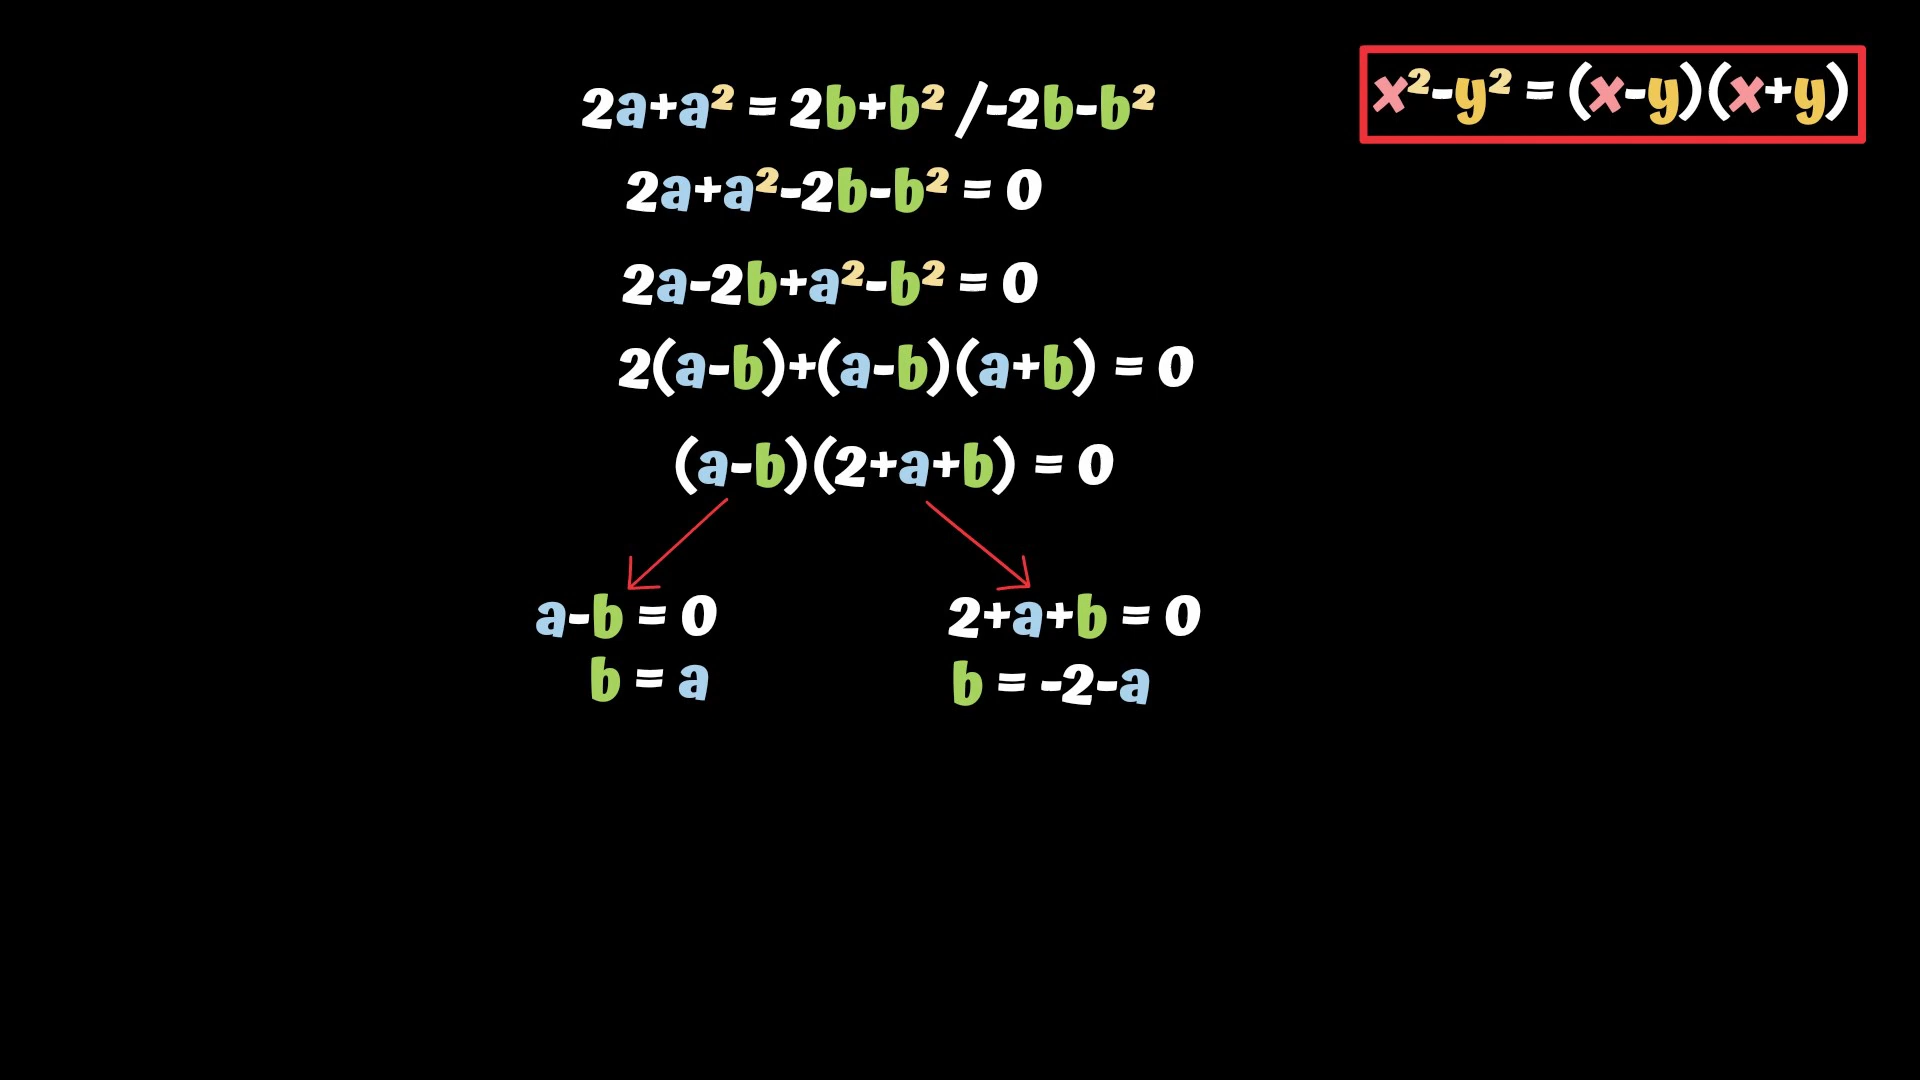 2a+a² = 2b+b² /-2b-b²
x²-y² = (x-y)(x+y)
2a+a²-2b-b² = 0
2a-2b+a²-b² = 0
2(a-b)+(a-b)(a+b) = 0
(a-b)(2+a+b) = 0
a-b = 0
b = a
2+a+b = 0
b = -2-a